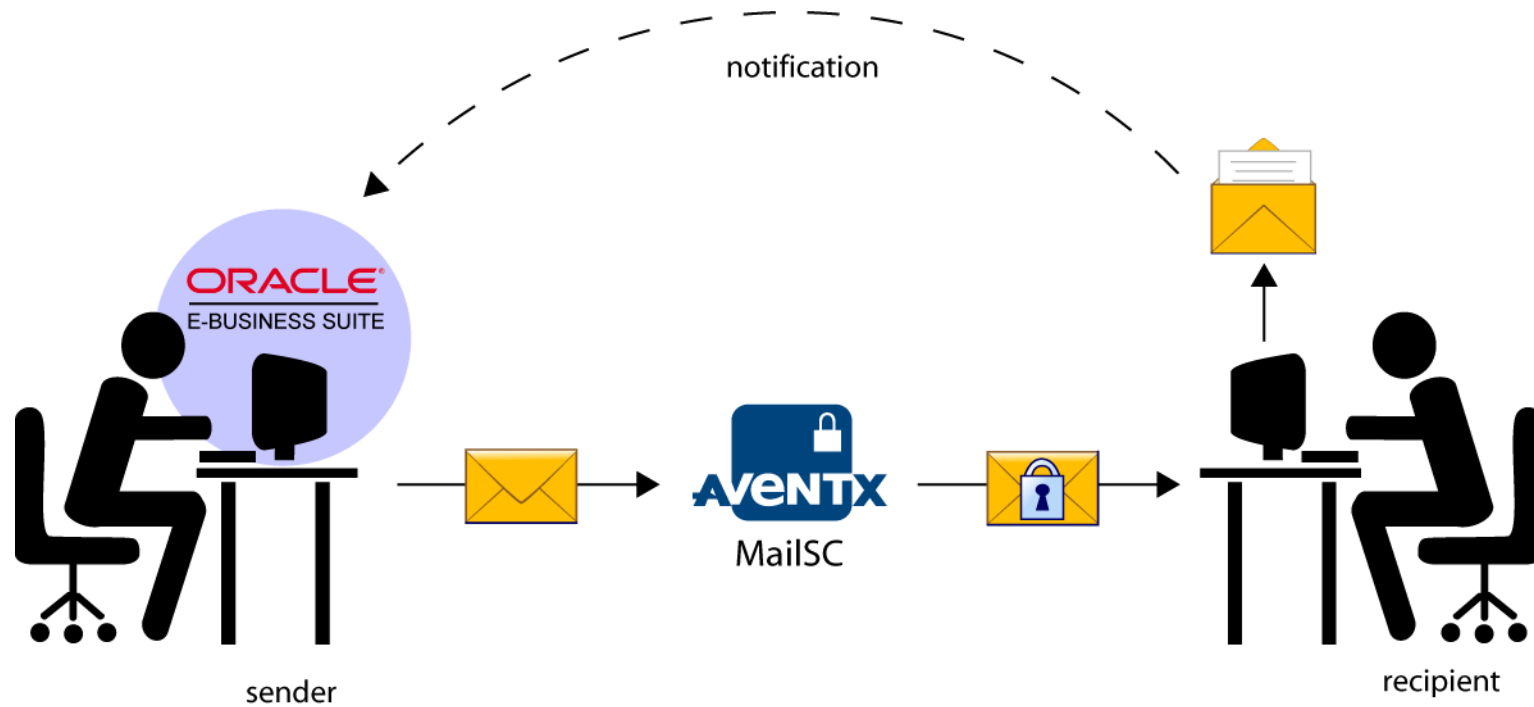 notification
ORACLE®
E-BUSINESS SUITE
AVENTX
MailSC
sender
recipient